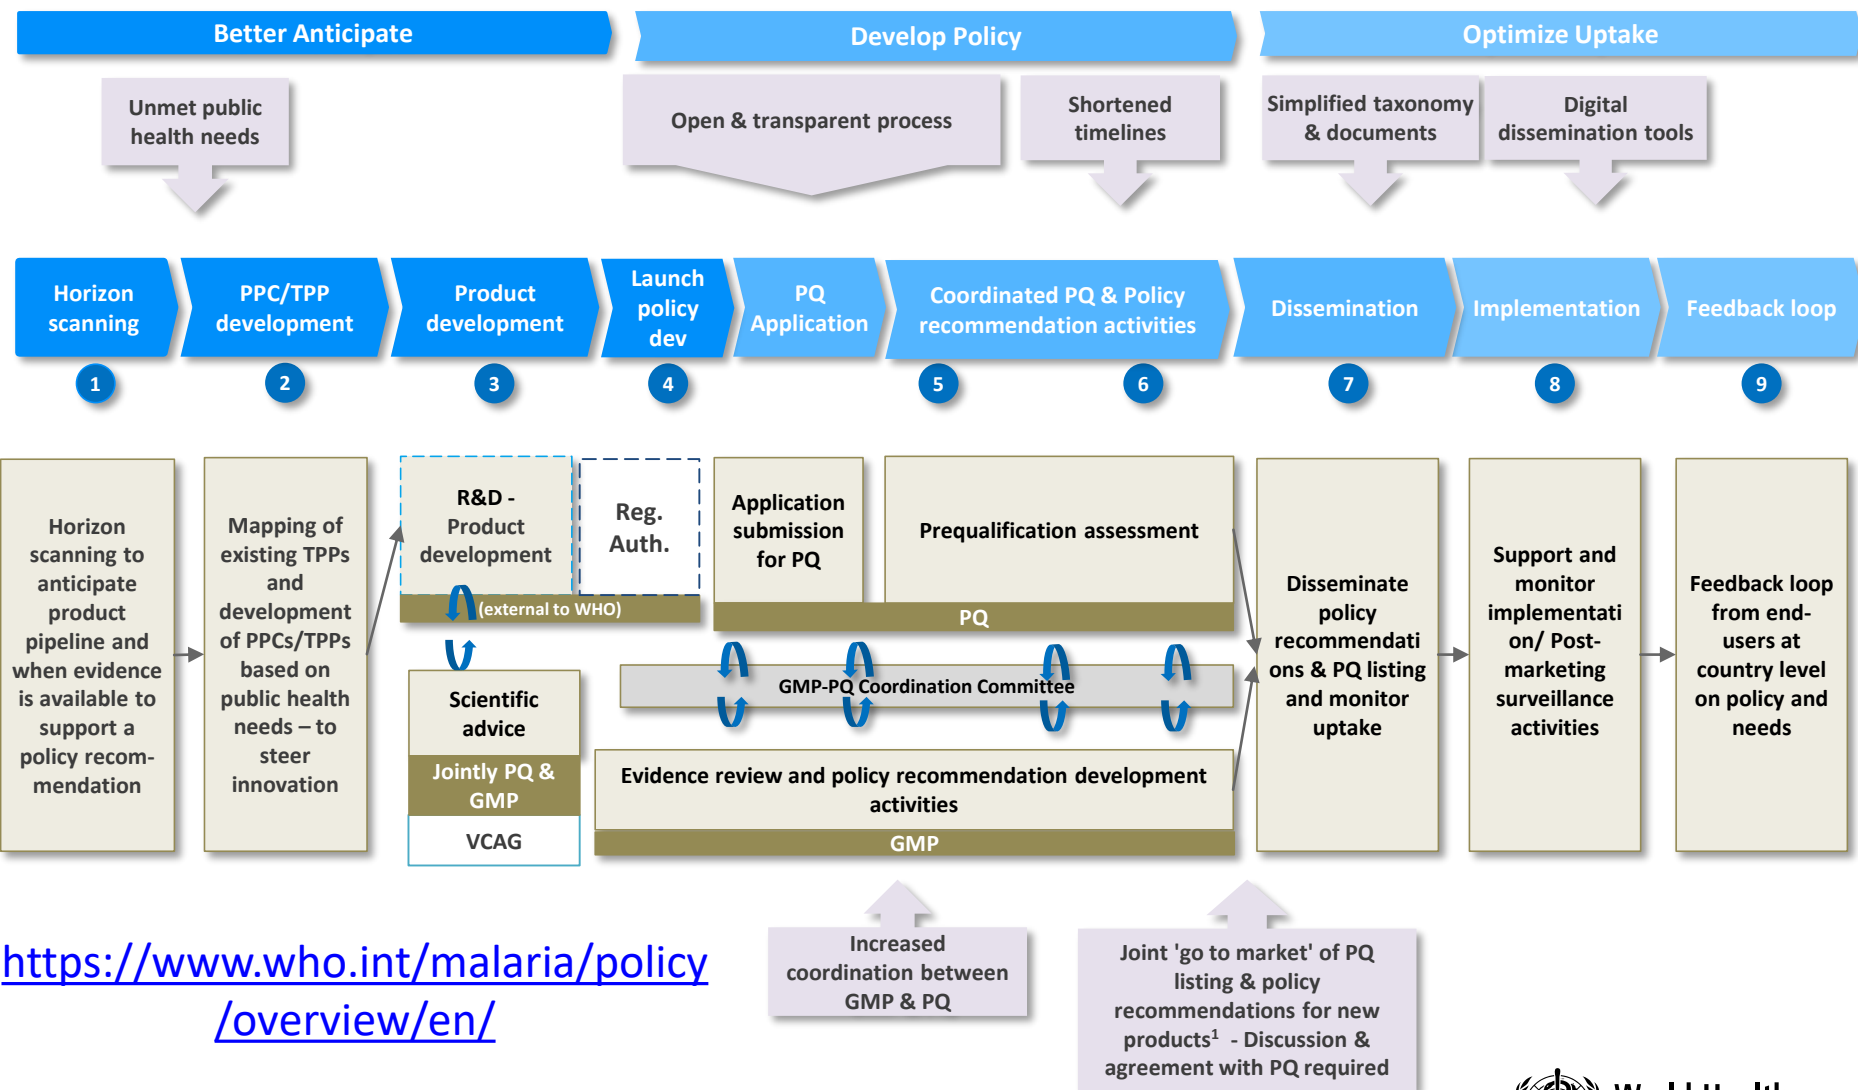 Better Anticipate
Develop Policy
Optimize Uptake
Unmet public
health needs
Open & transparent process
Shortened
timelines
Simplified taxonomy
& documents
Digital
dissemination tools
Horizon
scanning
PPC/TPP
development
Product
development
Launch
policy
dev
PQ
Application
Coordinated PQ & Policy
recommendation activities
Dissemination
Implementation
Feedback loop
1
2
3
4
5
6
7
8
9
Horizon
scanning to
anticipate
product
pipeline and
when evidence
is available to
support a
policy recom-
mendation
Mapping of
existing TPPs
and
development
of PPCs/TPPs
based on
public health
needs – to
steer
innovation
R&D -
Product
development
Reg.
Auth.
(external to WHO)
Scientific
advice
Jointly PQ &
GMP
VCAG
Application
submission
for PQ
Prequalification assessment
PQ
GMP-PQ Coordination Committee
Evidence review and policy recommendation development
activities
GMP
Disseminate
policy
recommendati
ons & PQ listing
and monitor
uptake
Support and
monitor
implementati
on/ Post-
marketing
surveillance
activities
Feedback loop
from end-
users at
country level
on policy and
needs
Increased
coordination between
GMP & PQ
Joint 'go to market' of PQ
listing & policy
recommendations for new
products¹ - Discussion &
agreement with PQ required
https://www.who.int/malaria/policy
/overview/en/
World Health